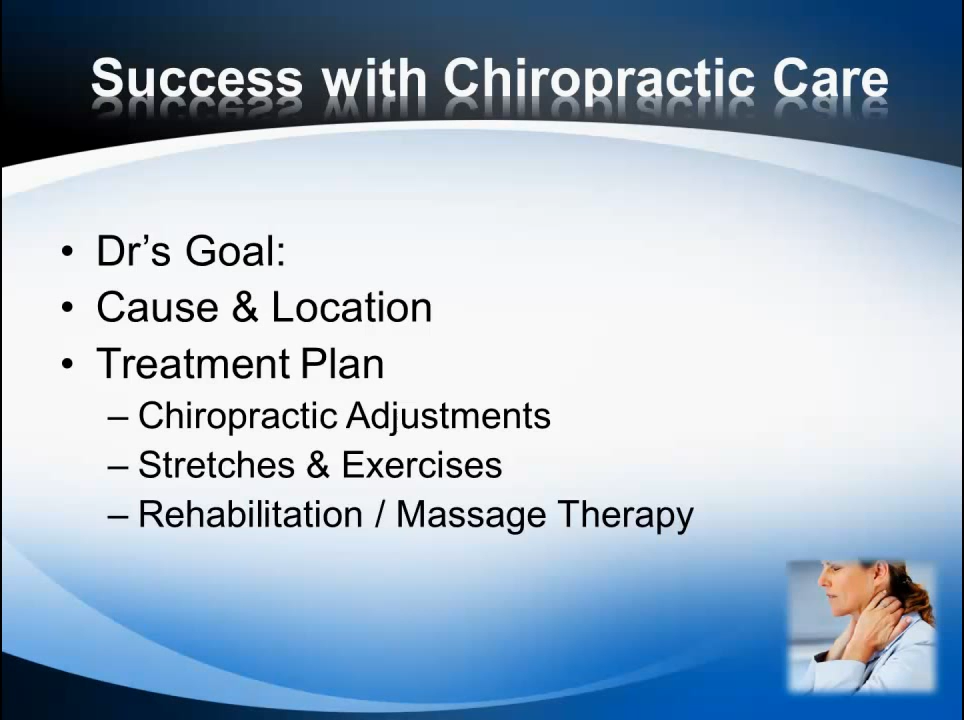 Success with Chiropractic Care
• Dr’s Goal:
• Cause & Location
• Treatment Plan
– Chiropractic Adjustments
– Stretches & Exercises
– Rehabilitation / Massage Therapy